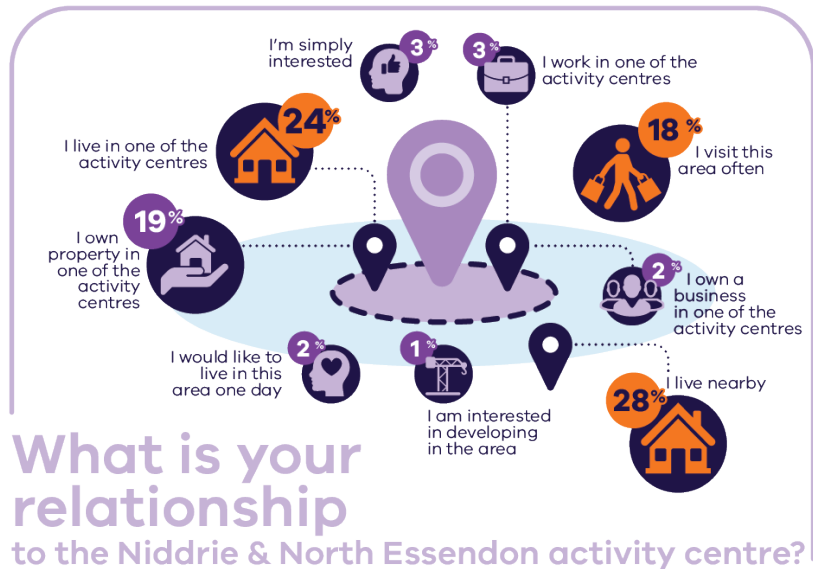 I'm simply
interested
3%
3%
I work in one of the
activity centres
24%
I live in one of the
activity centres
18%
I visit this
area often
19%
I own
property in
one of the
activity
centres
2%
I own a
business
in one of the
activity centres
2%
I would like to
live in this
area one day
1%
I am interested
in developing
in the area
28%
I live nearby
What is your
relationship
to the Niddrie & North Essendon activity centre?